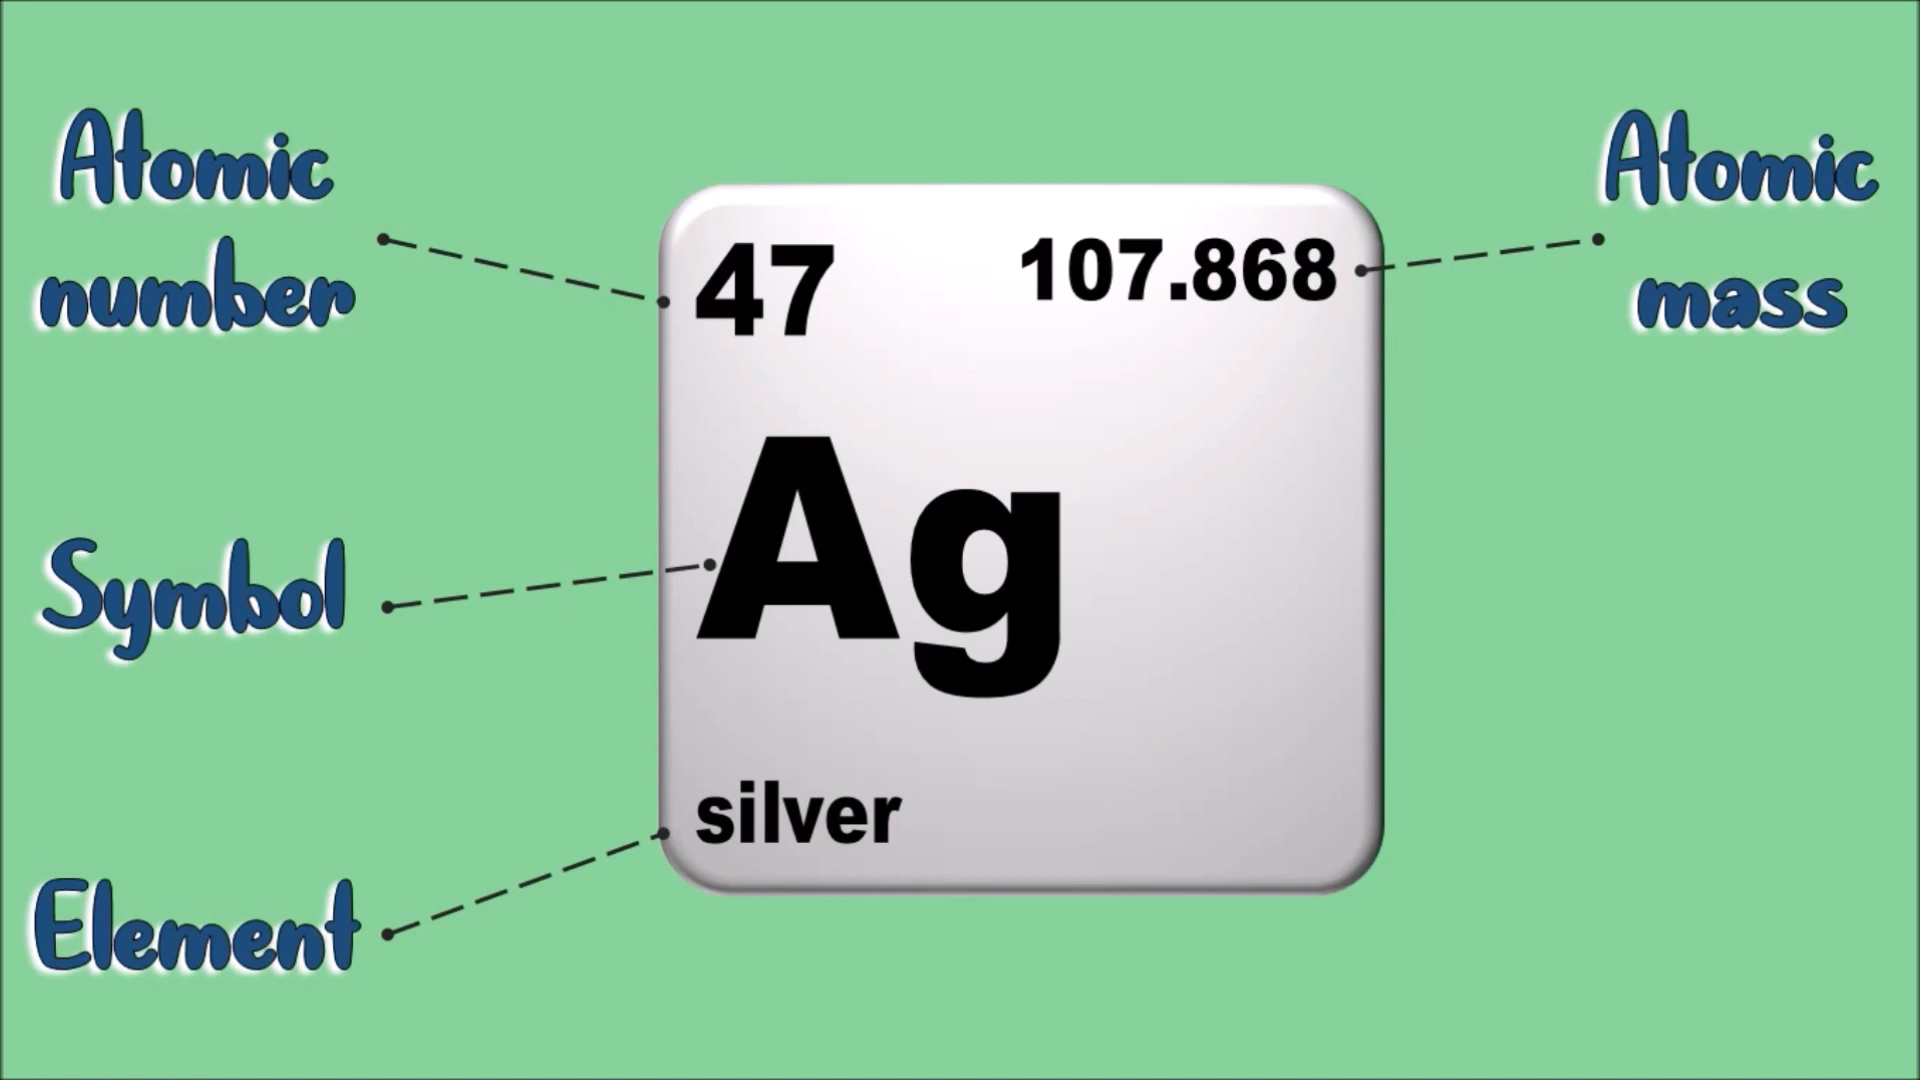 Atomic
number
47
107.868
Atomic
mass
Symbol
Ag
Element
silver